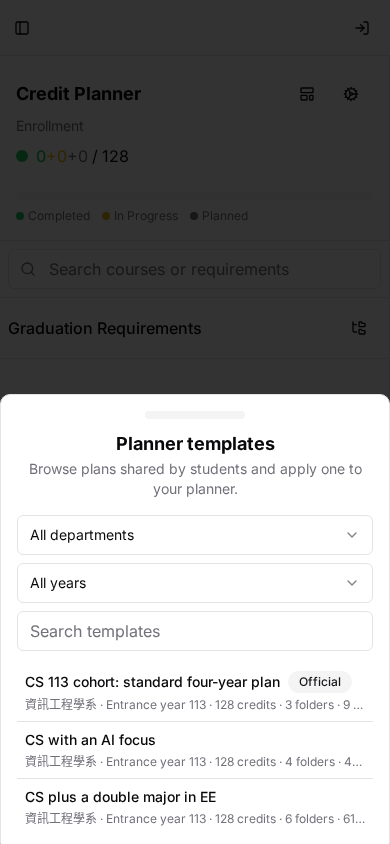 Credit Planner
Enrollment
0+0+0 / 128
Completed In Progress Planned
Search courses or requirements
Graduation Requirements
Planner templates
Browse plans shared by students and apply one to
your planner.
All departments
All years
Search templates
CS 113 cohort: standard four-year plan Official
資訊工程學系 · Entrance year 113 · 128 credits · 3 folders · 9 ...
CS with an AI focus
資訊工程學系 · Entrance year 113 · 128 credits · 4 folders · 4...
CS plus a double major in EE
資訊工程學系 · Entrance year 113 · 128 credits · 6 folders · 61...